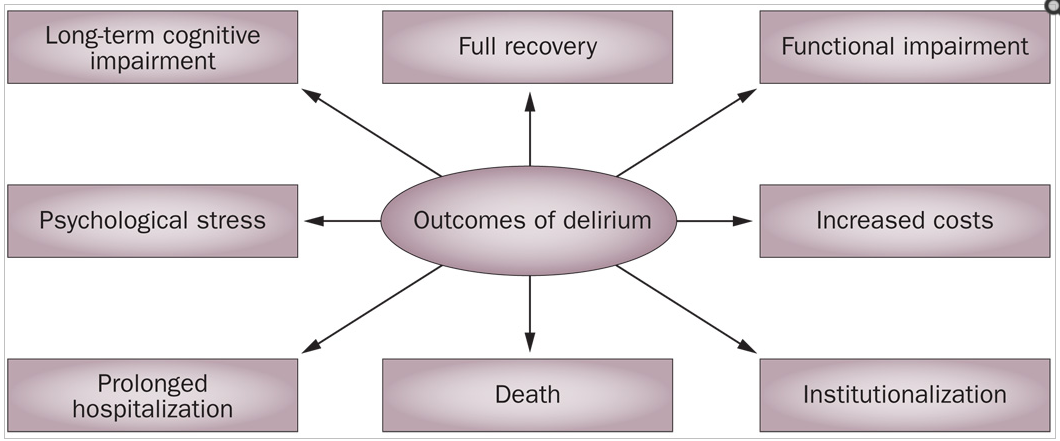 Long-term cognitive
impairment
Full recovery
Functional impairment
Psychological stress
Outcomes of delirium
Increased costs
Prolonged
hospitalization
Death
Institutionalization